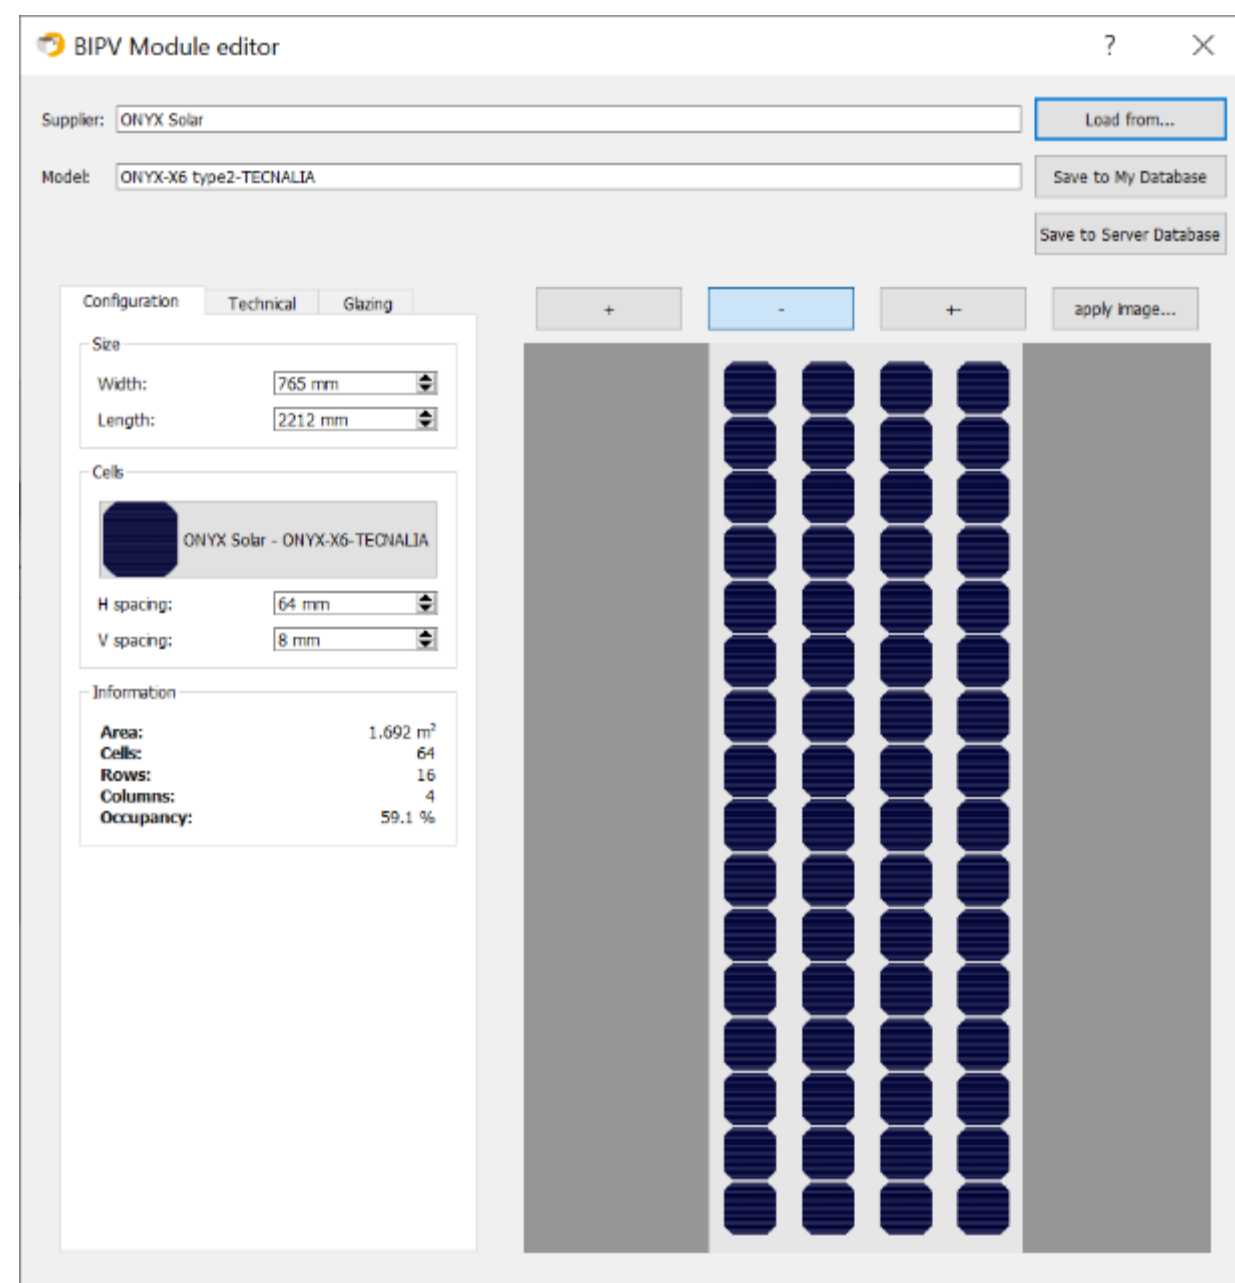 BIPV Module editor
?
Supplier: ONYX Solar
Load from...
Model: ONYX-X6 type2-TECNALIA
Save to My Database
Save to Server Database
Configuration Technical Glazing
+ - +- apply image...
Size
Width: 765 mm
Length: 2212 mm
Cells
ONYX Solar - ONYX-X6-TECNALIA
H spacing: 64 mm
V spacing: 8 mm
Information
Area: 1.692 m²
Cells: 64
Rows: 16
Columns: 4
Occupancy: 59.1 %